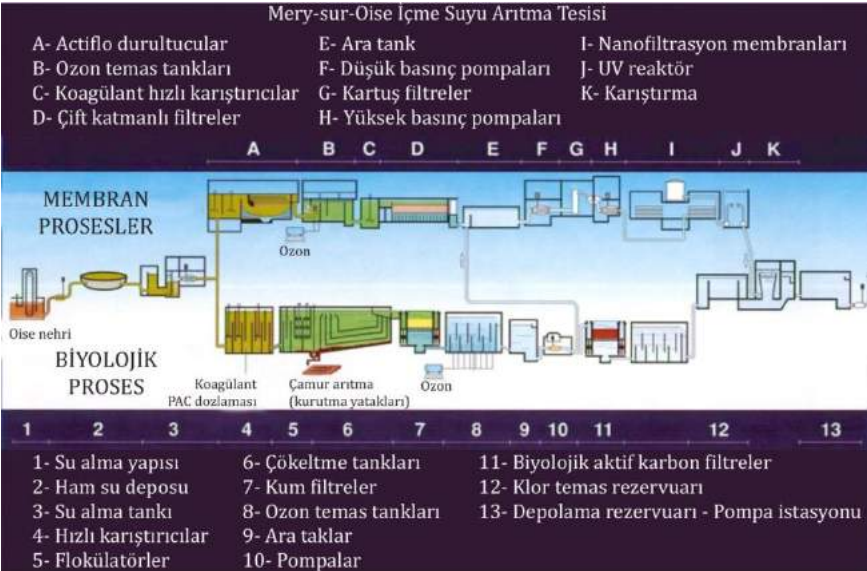 Mery-sur-Oise İçme Suyu Arıtma Tesisi
A- Actiflo durultucular
B- Ozon temas tankları
C- Koagülant hızlı karıştırıcılar
D- Çift katmanlı filtreler
E- Ara tank
F- Düşük basınç pompaları
G- Kartuş filtreler
H- Yüksek basınç pompaları
I- Nanofiltrasyon membranları
J- UV reaktör
K- Karıştırma
A B C D E F G H I J K
MEMBRAN
PROSESLER
Ozon
Oise nehri
BİYOLOJİK
PROSES
Koagülant
PAC dozlaması
Çamur arıtma
(kurutma yatakları)
Ozon
1 2 3 4 5 6 7 8 9 10 11 12 13
1- Su alma yapısı
2- Ham su deposu
3- Su alma tankı
4- Hızlı karıştırıcılar
5- Flokülatörler
6- Çökeltme tankları
7- Kum filtreler
8- Ozon temas tankları
9- Ara taklar
10- Pompalar
11- Biyolojik aktif karbon filtreler
12- Klor temas rezervuarı
13- Depolama rezervuarı - Pompa istasyonu